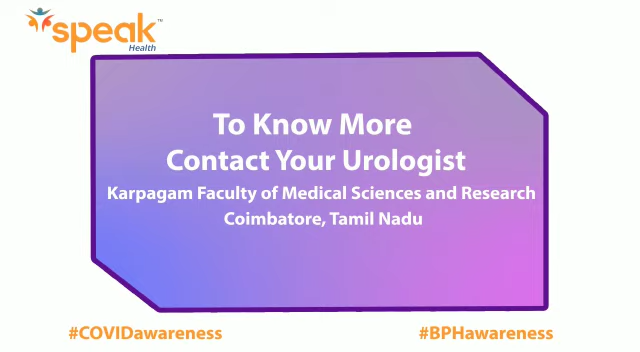 speak™
Health
To Know More
Contact Your Urologist
Karpagam Faculty of Medical Sciences and Research
Coimbatore, Tamil Nadu
#COVIDawareness
#BPHawareness